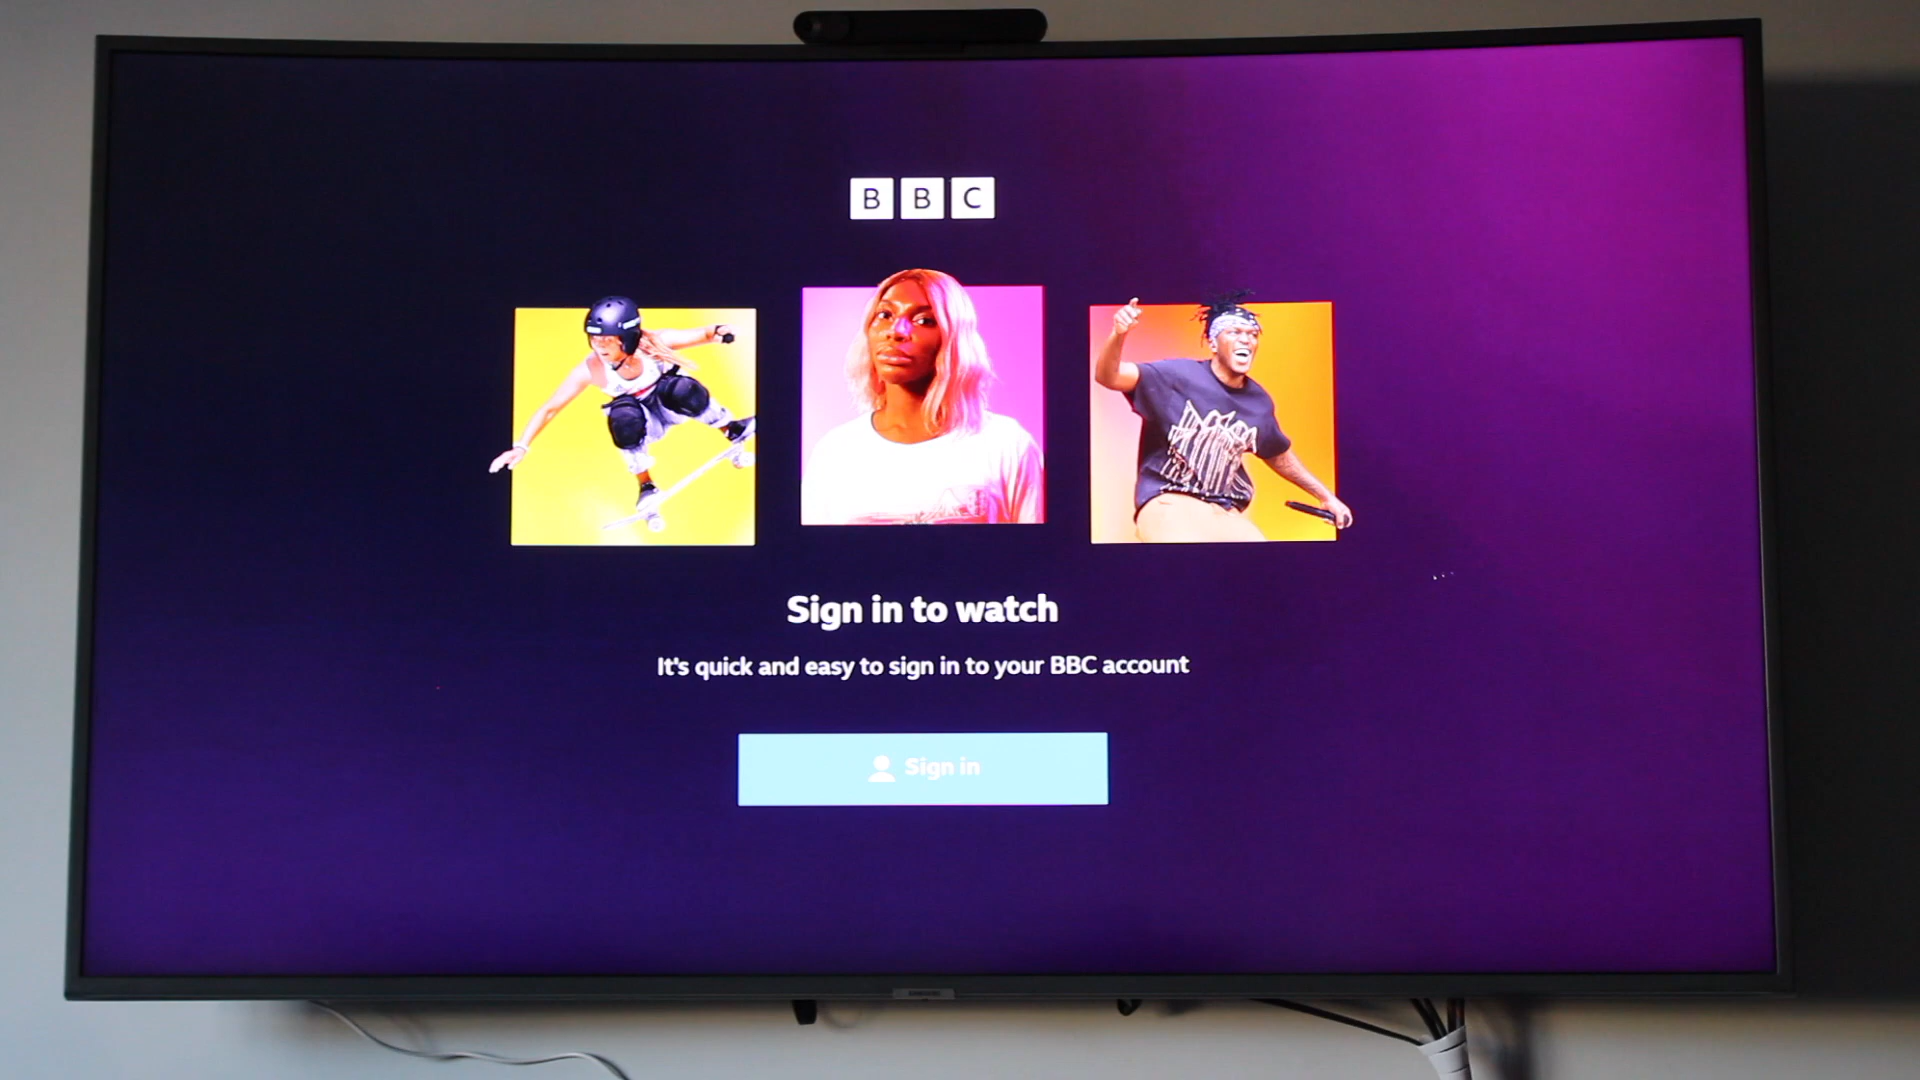 BBC
Sign in to watch
It's quick and easy to sign in to your BBC account
Sign in